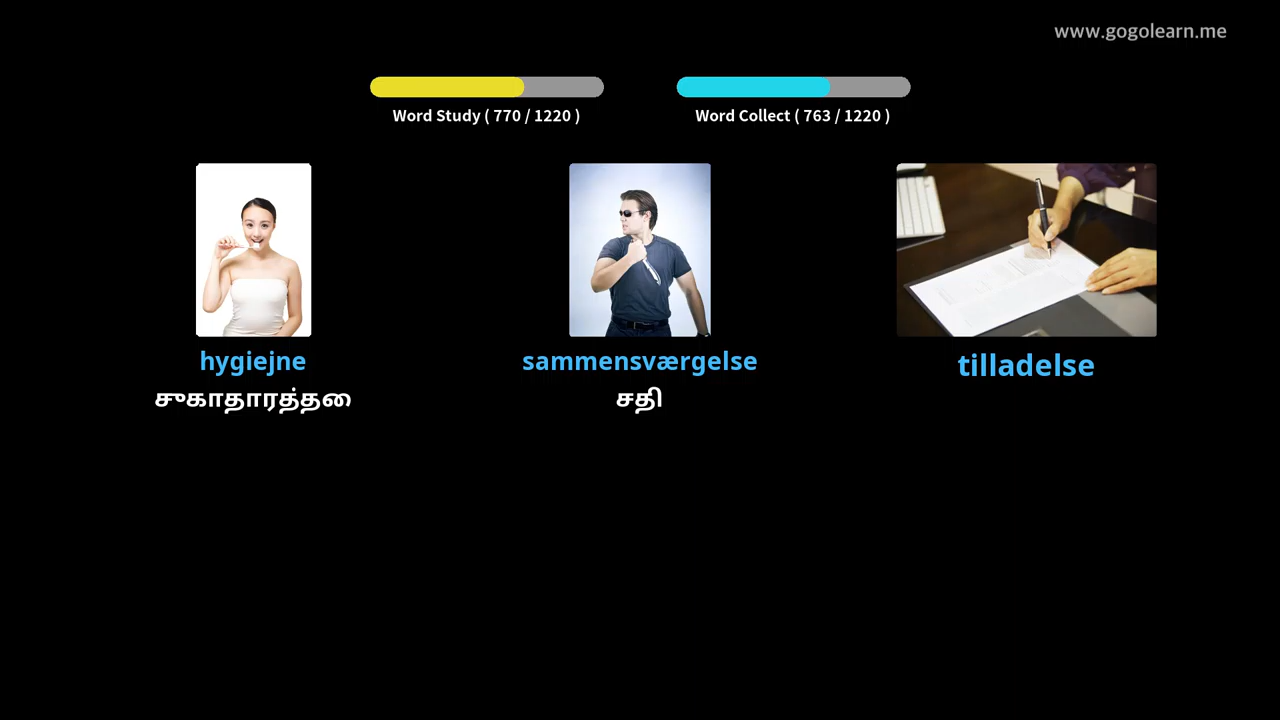 www.gogolearn.me
Word Study ( 770 / 1220 )
Word Collect ( 763 / 1220 )
hygiejne
sammensværgelse
tilladelse
சுகாதாரத்தை
சதி